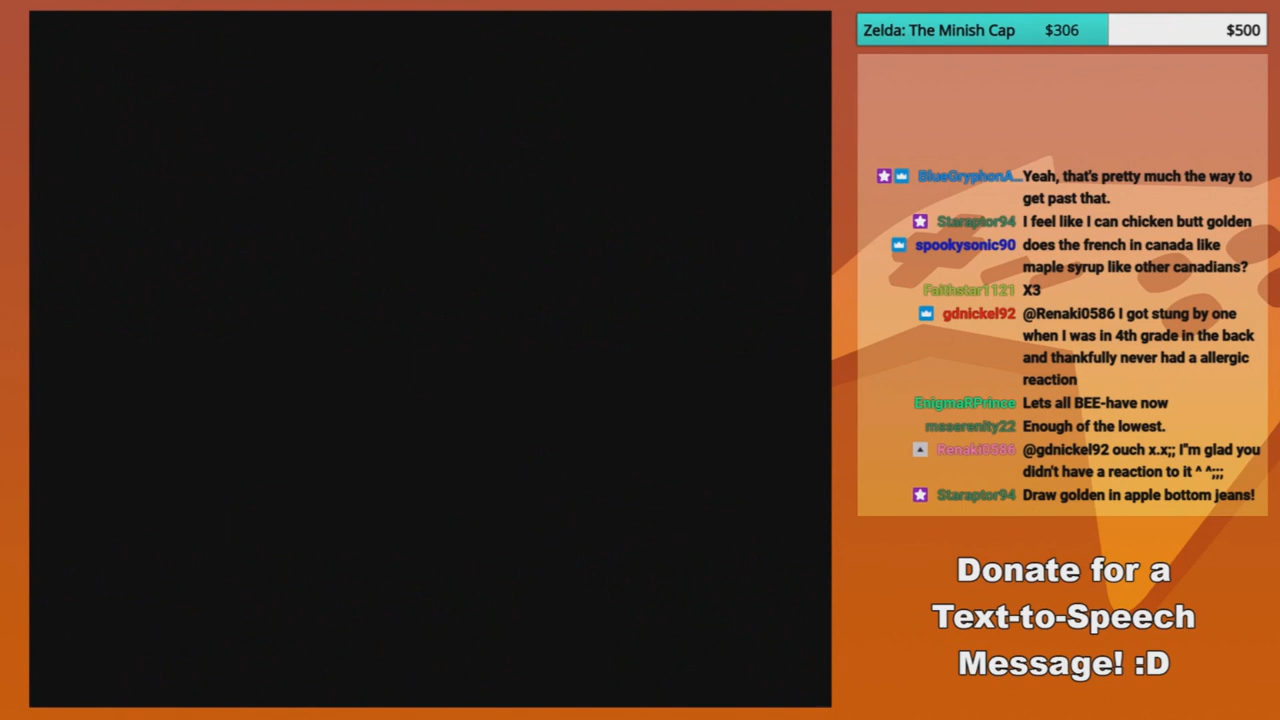 Zelda: The Minish Cap $306 $500
BlueGryphonA... Yeah, that's pretty much the way to
get past that.
Staraptor94 I feel like I can chicken butt golden
spookysonic90 does the french in canada like
maple syrup like other canadians?
Faithstar1121 X3
gdnickel92 @Renaki0586 I got stung by one
when I was in 4th grade in the back
and thankfully never had a allergic
reaction
EnigmaRPrince Lets all BEE-have now
msserenity22 Enough of the lowest.
Renaki0586 @gdnickel92 ouch x.x;; I"m glad you
didn't have a reaction to it ^ ^;;;
Staraptor94 Draw golden in apple bottom jeans!
Donate for a
Text-to-Speech
Message! :D